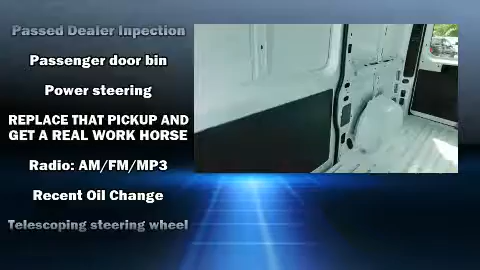 Passed Dealer Inpection
Passenger door bin
Power steering
REPLACE THAT PICKUP AND
GET A REAL WORK HORSE
Radio: AM/FM/MP3
Recent Oil Change
Telescoping steering wheel